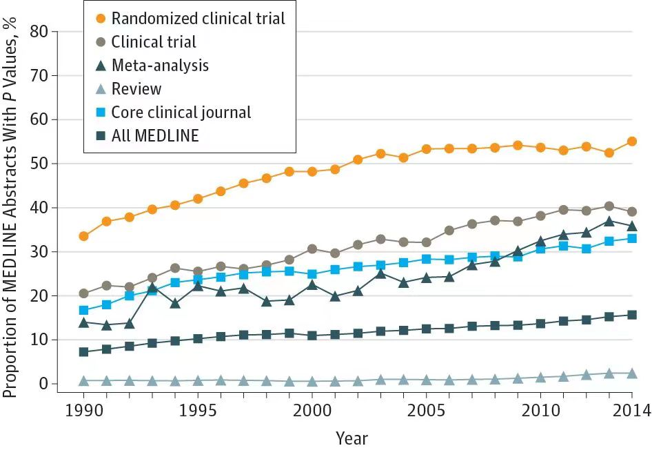 Randomized clinical trial
Clinical trial
Meta-analysis
Review
Core clinical journal
All MEDLINE
Proportion of MEDLINE Abstracts With P Values, %
80
70
60
50
40
30
20
10
0
1990
1995
2000
2005
2010
2014
Year